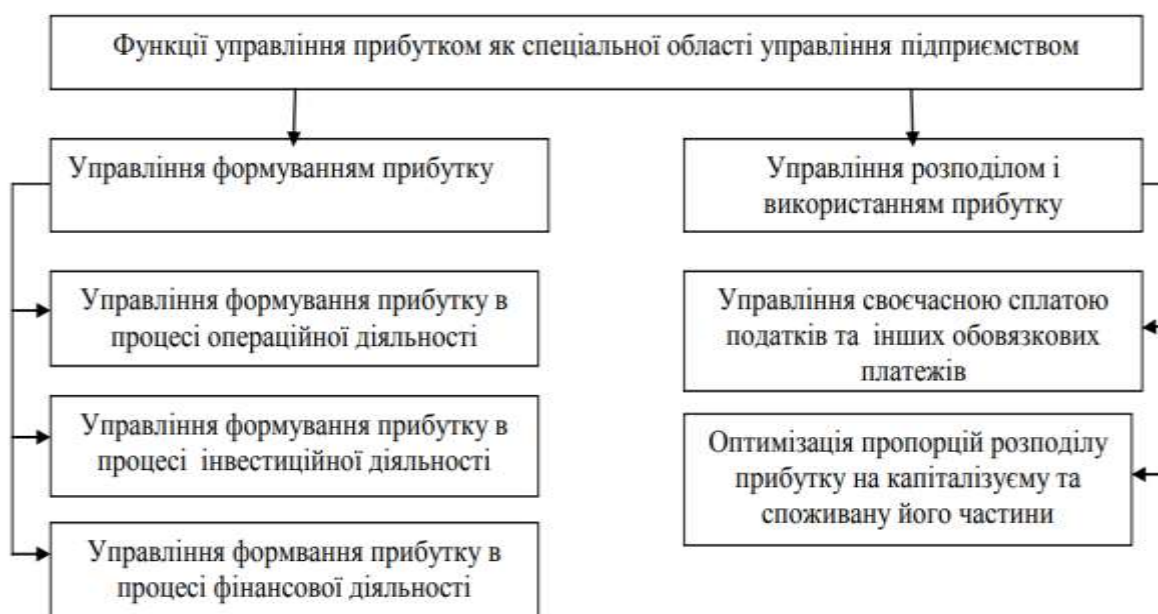 Функції управління прибутком як спеціальної області управління підприємством
Управління формуванням прибутку
Управління формування прибутку в
процесі операційної діяльності
Управління формування прибутку в
процесі інвестиційної діяльності
Управління формвання прибутку в
процесі фінансової діяльності
Управління розподілом і
використанням прибутку
Управління своєчасною сплатою
податків та інших обовязкових
платежів
Оптимізація пропорцій розподілу
прибутку на капіталізуєму та
споживану його частини